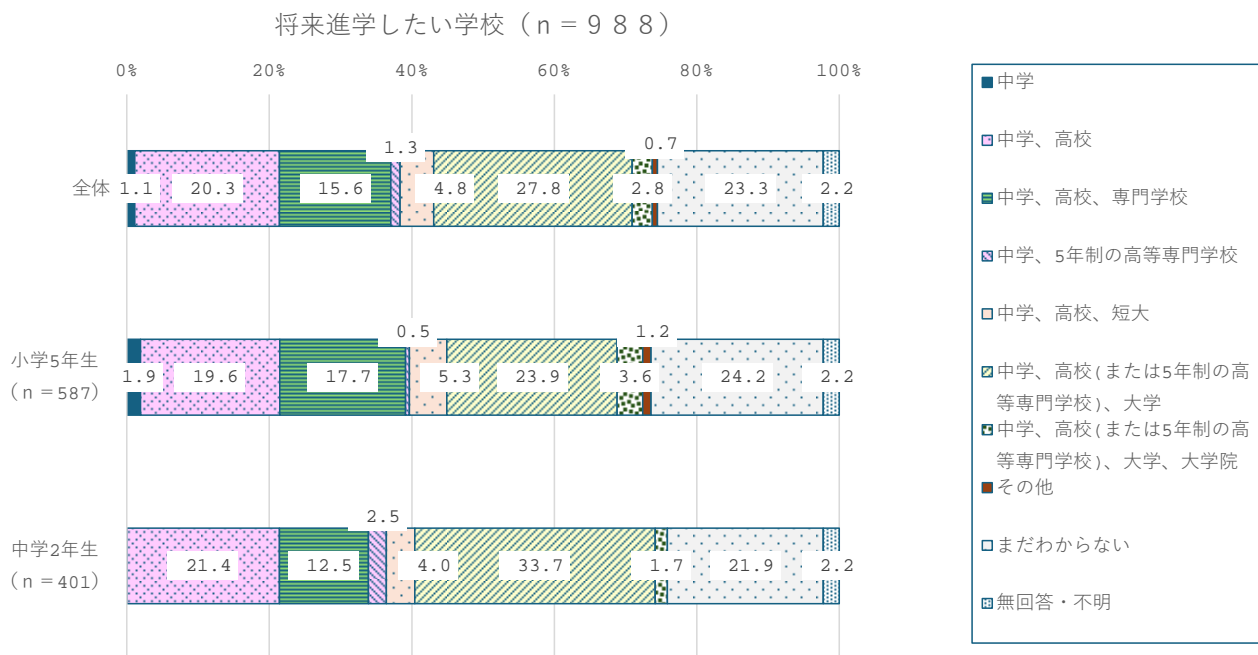 将来進学したい学校（ｎ＝９８８）
0% 20% 40% 60% 80% 100%
1.3 0.7
全体 1.1 20.3 15.6 4.8 27.8 2.8 23.3 2.2
0.5 1.2
小学5年生
（ｎ＝587）
1.9 19.6 17.7 5.3 23.9 3.6 24.2 2.2
2.5
中学2年生
（ｎ＝401）
21.4 12.5 4.0 33.7 1.7 21.9 2.2
中学
中学、高校
中学、高校、専門学校
中学、5年制の高等専門学校
中学、高校、短大
中学、高校(または5年制の高
等専門学校)、大学
中学、高校(または5年制の高
等専門学校)、大学、大学院
その他
まだわからない
無回答・不明